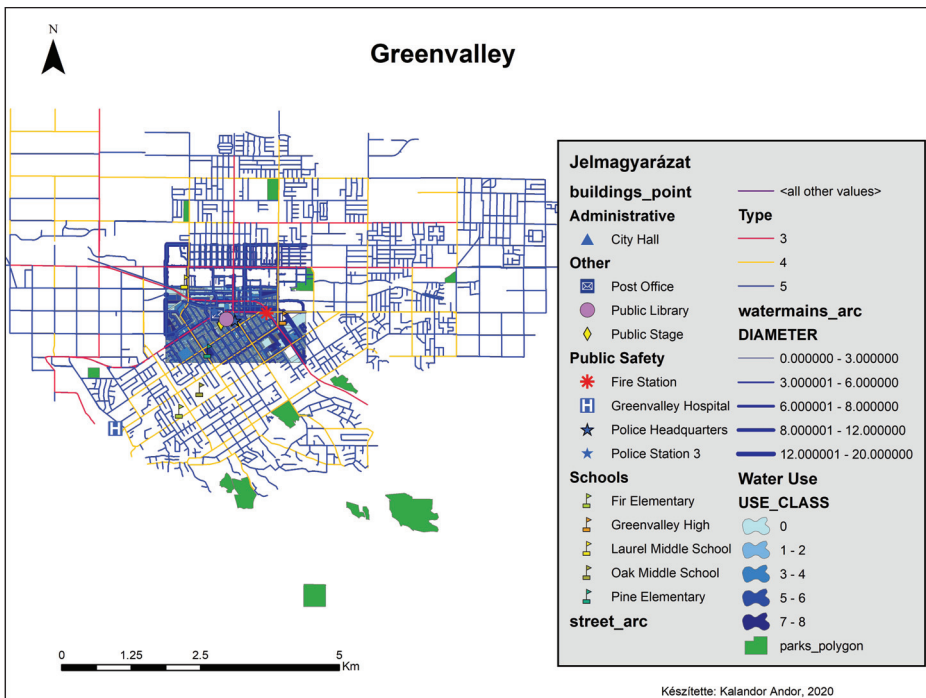 N
Greenvalley
Jelmagyarázat
buildings_point
Administrative
City Hall
Other
Post Office
Public Library
Public Stage
Public Safety
Fire Station
Greenvalley Hospital
Police Headquarters
Police Station 3
Schools
Fir Elementary
Greenvalley High
Laurel Middle School
Oak Middle School
Pine Elementary
street_arc
<all other values>
Type
3
4
5
watermains_arc
DIAMETER
0.000000 - 3.000000
3.000001 - 6.000000
6.000001 - 8.000000
8.000001 - 12.000000
12.000001 - 20.000000
Water Use
USE_CLASS
0
1 - 2
3 - 4
5 - 6
7 - 8
parks_polygon
H
0 1.25 2.5 5
Km
Készítette: Kalandor Andor, 2020